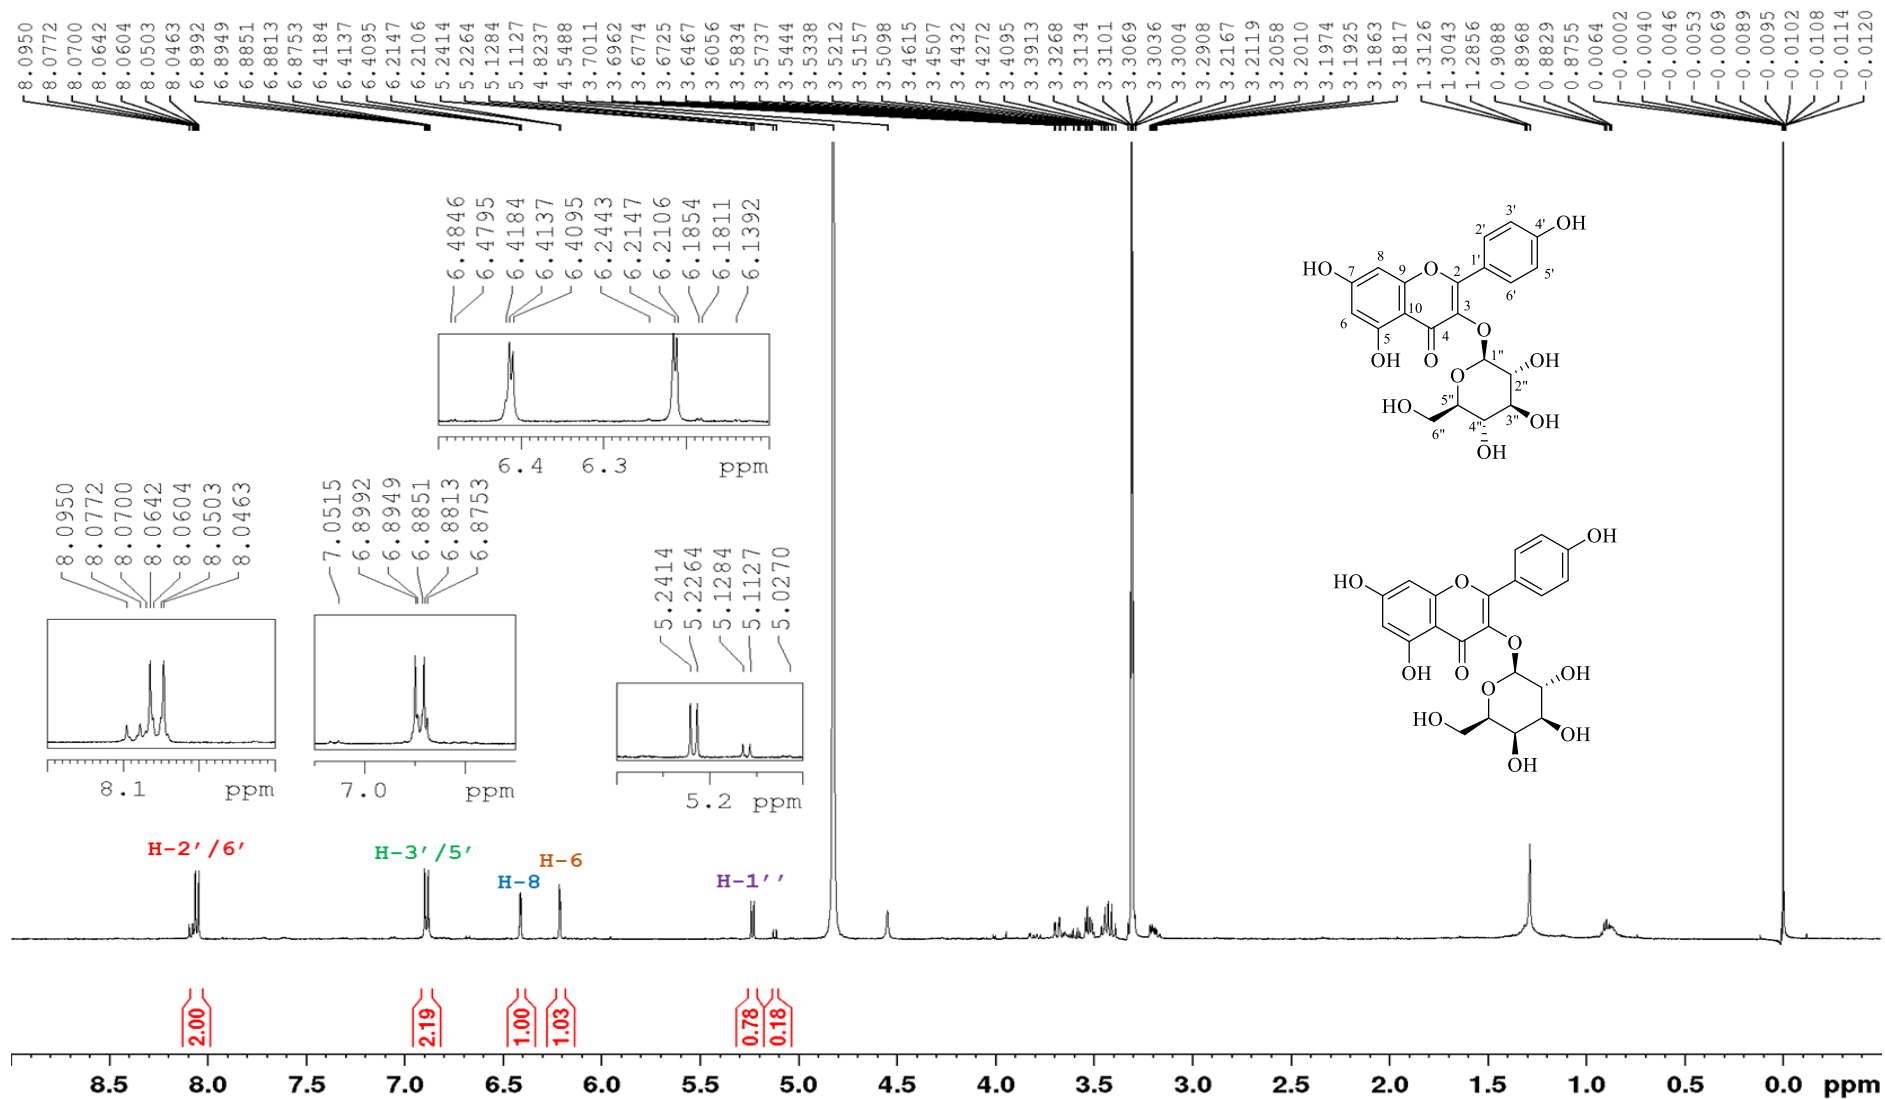 8.0950 8.0772 8.0700 8.0642 8.0604 8.0503 8.0463 6.8992 6.8949 6.8851 6.8813 6.8753 6.4184 6.4137 6.4095 6.2147 6.2106 5.2414 5.2264 5.1284 5.1127 4.8237 4.5488 3.7011 3.6962 3.6774 3.6725 3.6467 3.6056 3.5834 3.5737 3.5444 3.5338 3.5212 3.5157 3.5098 3.4615 3.4507 3.4432 3.4272 3.4095 3.3913 3.3268 3.3134 3.3101 3.3069 3.3036 3.3004 3.2908 3.2167 3.2119 3.2058 3.2010 3.1974 3.1925 3.1863 3.1817 1.3126 1.3043 1.2856 0.9088 0.8968 0.8829 0.8755 0.0064 -0.0002 -0.0040 -0.0046 -0.0053 -0.0069 -0.0089 -0.0095 -0.0102 -0.0108 -0.0114 -0.0120
6.4846 6.4795 6.4184 6.4137 6.4095 6.2443 6.2147 6.2106 6.1854 6.1811 6.1392
6.4 6.3 ppm
8.0950 8.0772 8.0700 8.0642 8.0604 8.0503 8.0463
8.1 ppm
7.0515 6.8992 6.8949 6.8851 6.8813 6.8753
7.0 ppm
5.2414 5.2264 5.1284 5.1127 5.0270
5.2 ppm
3'
2' 4' OH
HO 7 8 9 O 2 1' 5'
6'
6 10 3
5 4 O
OH O 1'' OH
O 2''
HO 5'' 3'' OH
6'' 4''
OH
OH
HO O
O
OH O OH
O
HO OH
OH
H-2'/6'
H-3'/5'
H-8
H-6
H-1''
2.00 2.19 1.00 1.03 0.78 0.18
8.5 8.0 7.5 7.0 6.5 6.0 5.5 5.0 4.5 4.0 3.5 3.0 2.5 2.0 1.5 1.0 0.5 0.0 ppm